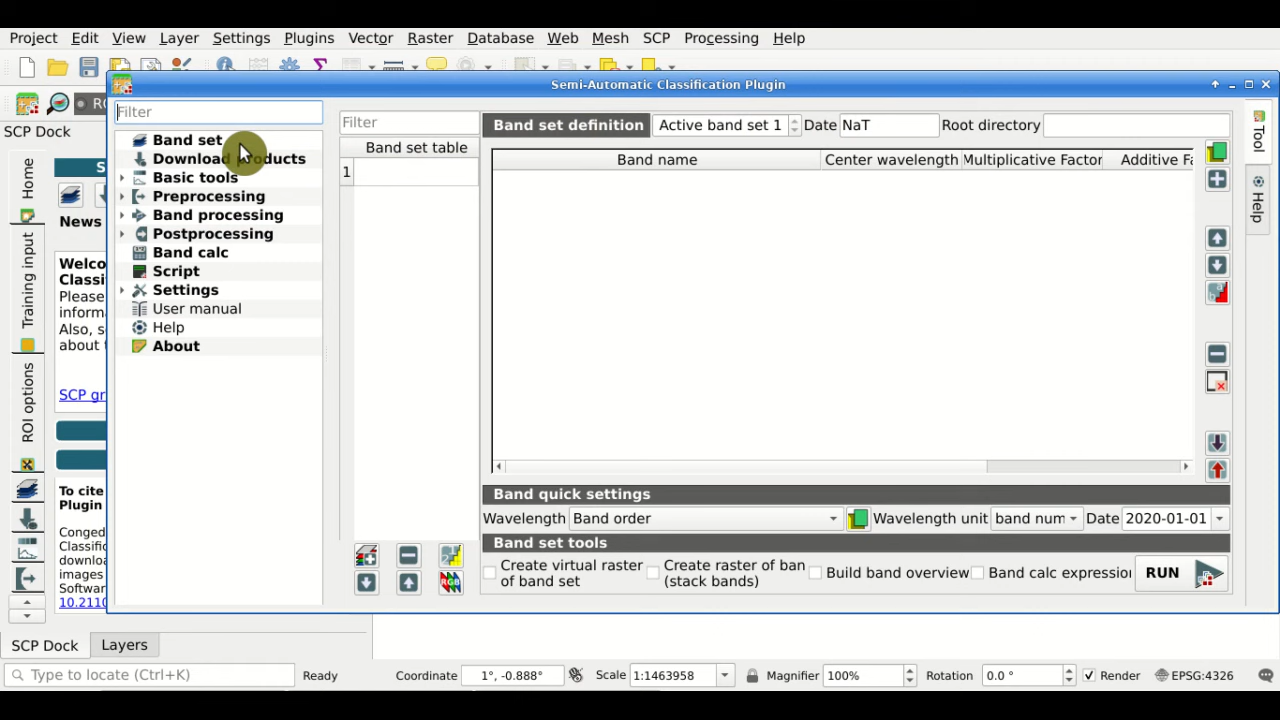 Project Edit View Layer Settings Plugins Vector Raster Database Web Mesh SCP Processing Help
Semi-Automatic Classification Plugin
RO
SCP Dock
Home
Training input
ROI options
News
Welco
Classi
Please
inform
Also, s
about t
SCP gr
To cite
Plugin
Conged
Classific
downloa
images
Softwar
10.2110
Filter
Band set
Download products
Basic tools
Preprocessing
Band processing
Postprocessing
Band calc
Script
Settings
User manual
Help
About
Filter
Band set table
1
Band set definition Active band set 1 Date NaT Root directory
Band name Center wavelength Multiplicative Factor Additive Fa
Band quick settings
Wavelength Band order Wavelength unit band num Date 2020-01-01
Band set tools
Create virtual raster of band set
Create raster of ban (stack bands)
Build band overview
Band calc expression
RUN
Tool
Help
SCP Dock Layers
Type to locate (Ctrl+K) Ready Coordinate 1°, -0.888° Scale 1:1463958 Magnifier 100% Rotation 0.0 ° Render EPSG:4326